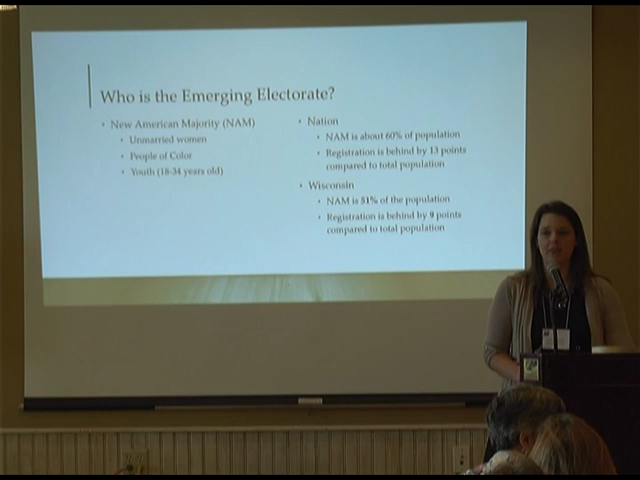 Who is the Emerging Electorate?
• New American Majority (NAM)
• Unmarried women
• People of Color
• Youth (18-34 years old)
• Nation
• NAM is about 60% of population
• Registration is behind by 13 points
compared to total population
• Wisconsin
• NAM is 51% of the population
• Registration is behind by 9 points
compared to total population